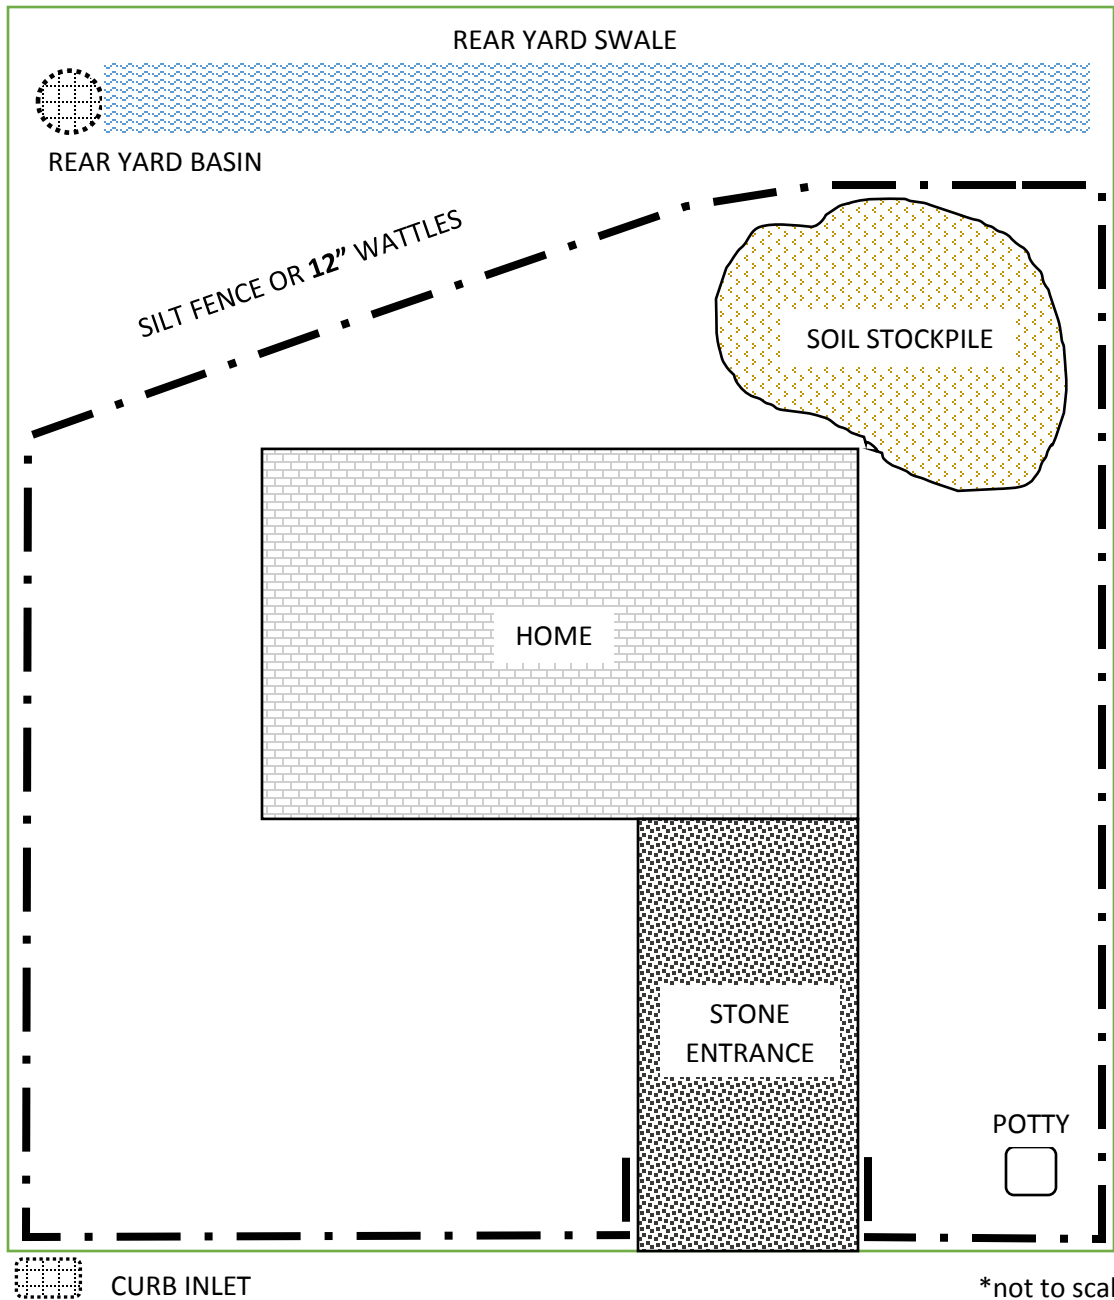 REAR YARD SWALE
REAR YARD BASIN
SILT FENCE OR 12” WATTLES
SOIL STOCKPILE
HOME
STONE
ENTRANCE
POTTY
CURB INLET
*not to scal